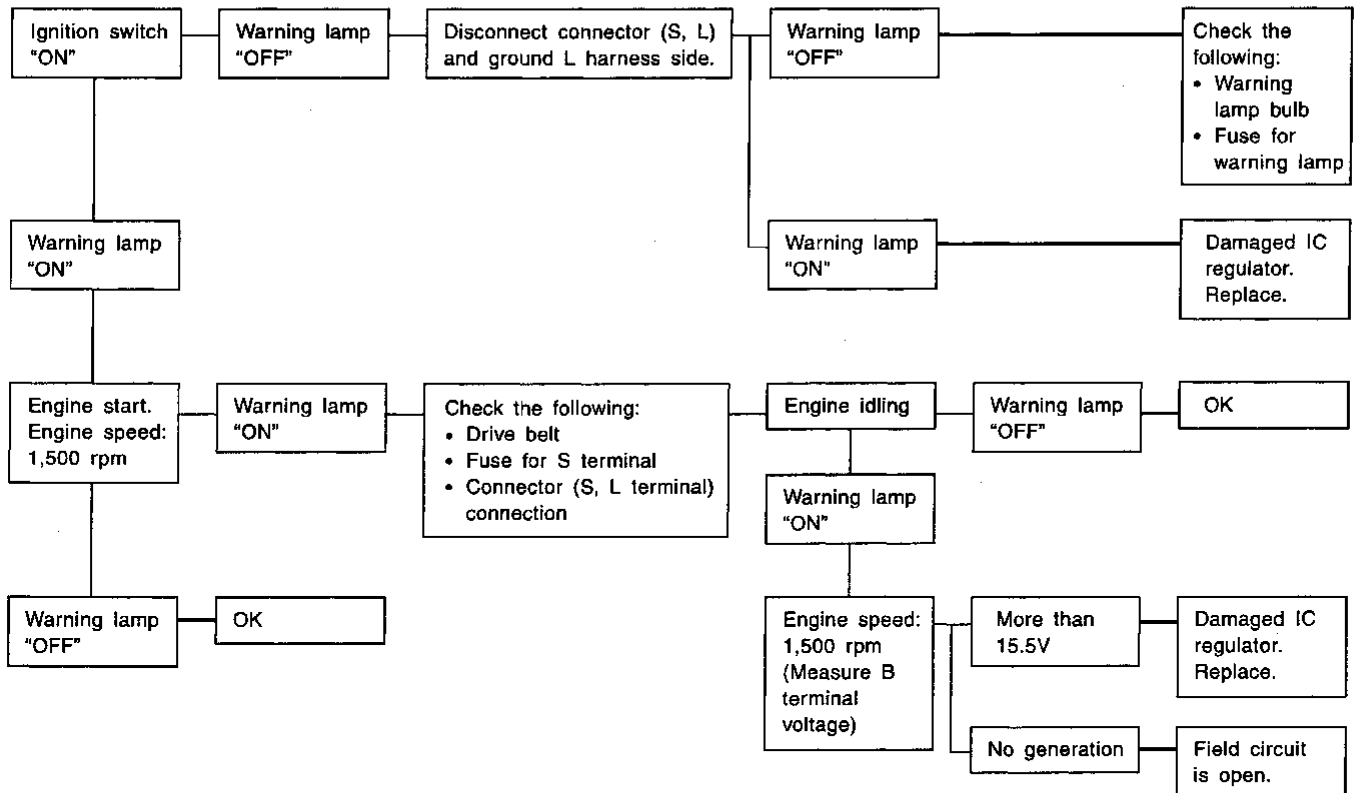 Ignition switch
"ON"
Warning lamp
"OFF"
Disconnect connector (S, L)
and ground L harness side.
Warning lamp
"OFF"
Check the
following:
• Warning
lamp bulb
• Fuse for
warning lamp
Warning lamp
"ON"
Warning lamp
"ON"
Damaged IC
regulator.
Replace.
Engine start.
Engine speed:
1,500 rpm
Warning lamp
"ON"
Check the following:
• Drive belt
• Fuse for S terminal
• Connector (S, L terminal)
connection
Engine idling
Warning lamp
"OFF"
OK
Warning lamp
"ON"
Warning lamp
"OFF"
OK
Engine speed:
1,500 rpm
(Measure B
terminal
voltage)
More than
15.5V
Damaged IC
regulator.
Replace.
No generation
Field circuit
is open.